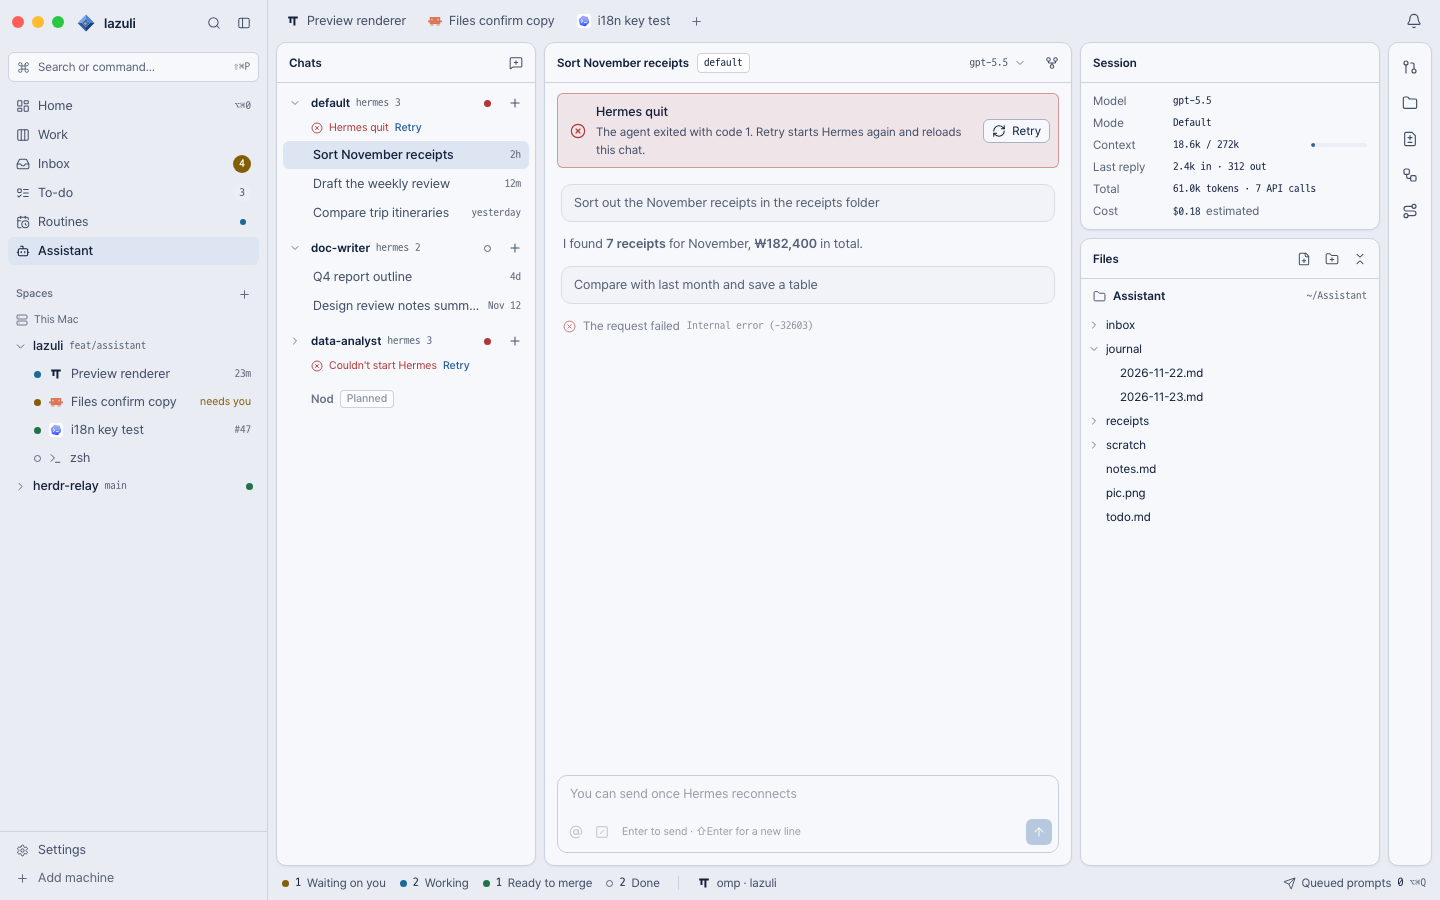 lazuli
Search or command... ⇧⌘P
Home ⌥⌘0
Work
Inbox 4
To-do 3
Routines
Assistant
Spaces
This Mac
lazuli feat/assistant
Preview renderer 23m
Files confirm copy needs you
i18n key test #47
zsh
herdr-relay main
Settings
Add machine
Preview renderer
Files confirm copy
i18n key test
Chats
default hermes 3
Hermes quit Retry
Sort November receipts 2h
Draft the weekly review 12m
Compare trip itineraries yesterday
doc-writer hermes 2
Q4 report outline 4d
Design review notes summ... Nov 12
data-analyst hermes 3
Couldn't start Hermes Retry
Nod Planned
Sort November receipts default gpt-5.5
Hermes quit
The agent exited with code 1. Retry starts Hermes again and reloads
this chat.
Retry
Sort out the November receipts in the receipts folder
I found 7 receipts for November, ₩182,400 in total.
Compare with last month and save a table
The request failed Internal error (-32603)
You can send once Hermes reconnects
Enter to send · ⇧Enter for a new line
Session
Model gpt-5.5
Mode Default
Context 18.6k / 272k
Last reply 2.4k in · 312 out
Total 61.0k tokens · 7 API calls
Cost $0.18 estimated
Files
Assistant ~/Assistant
inbox
journal
2026-11-22.md
2026-11-23.md
receipts
scratch
notes.md
pic.png
todo.md
1 Waiting on you 2 Working 1 Ready to merge 2 Done omp · lazuli
Queued prompts 0 ⌥⌘Q